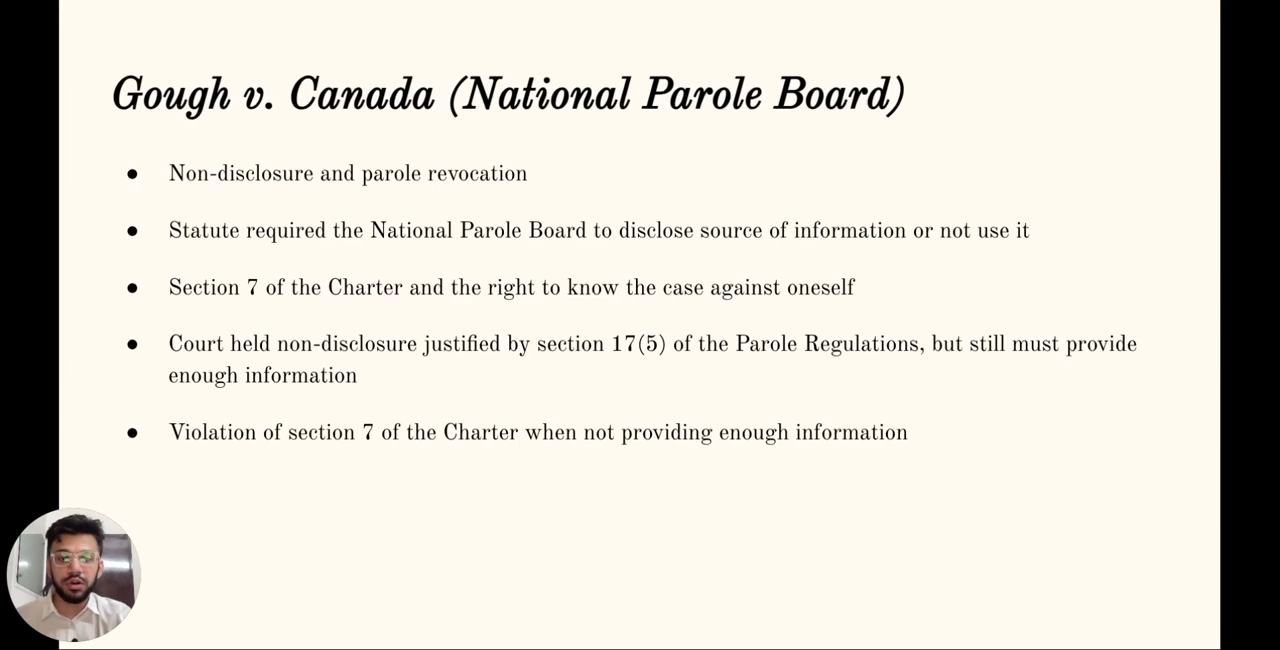 Gough v. Canada (National Parole Board)
● Non-disclosure and parole revocation
● Statute required the National Parole Board to disclose source of information or not use it
● Section 7 of the Charter and the right to know the case against oneself
● Court held non-disclosure justified by section 17(5) of the Parole Regulations, but still must provide
enough information
● Violation of section 7 of the Charter when not providing enough information